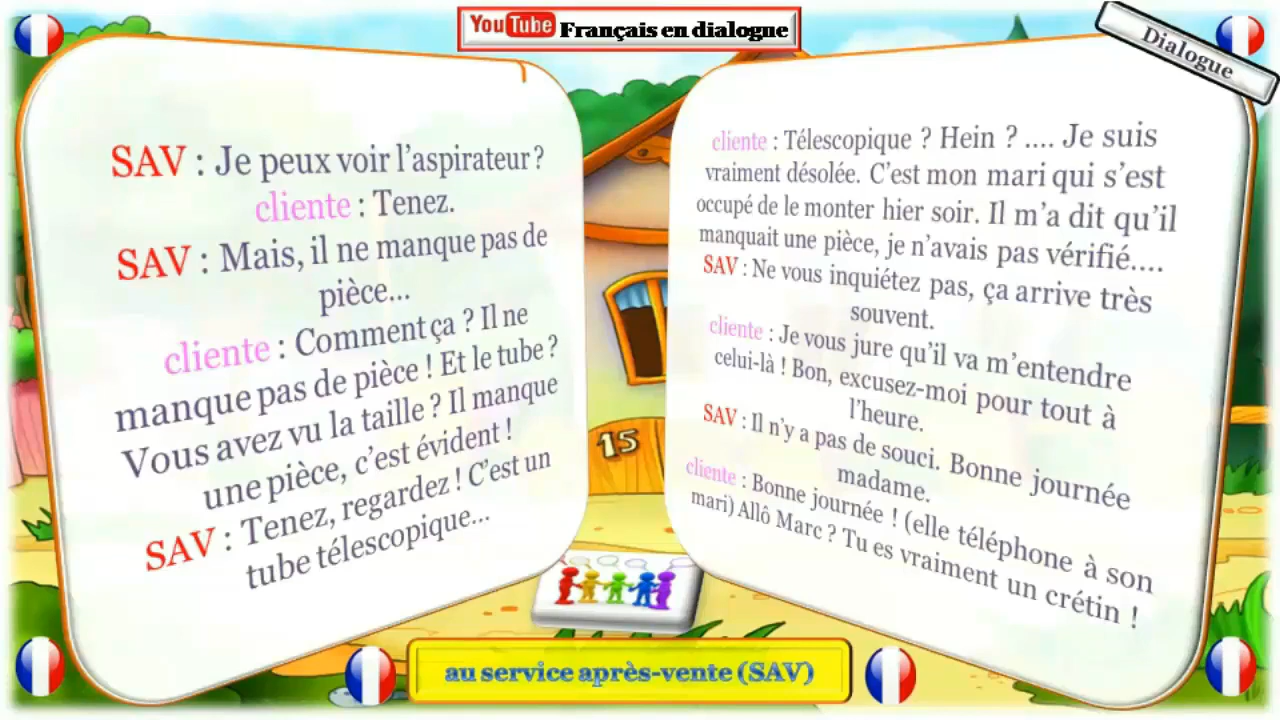 YouTube Français en dialogue
Dialogue
SAV : Je peux voir l’aspirateur ?
cliente : Tenez.
SAV : Mais, il ne manque pas de
pièce...
cliente : Comment ça ? Il ne
manque pas de pièce ! Et le tube ?
Vous avez vu la taille ? Il manque
une pièce, c’est évident !
SAV : Tenez, regardez ! C’est un
tube télescopique...
cliente : Télescopique ? Hein ? .... Je suis
vraiment désolée. C’est mon mari qui s’est
occupé de le monter hier soir. Il m’a dit qu’il
manquait une pièce, je n’avais pas vérifié....
SAV : Ne vous inquiétez pas, ça arrive très
souvent.
cliente : Je vous jure qu’il va m’entendre
celui-là ! Bon, excusez-moi pour tout à
l’heure.
SAV : Il n’y a pas de souci. Bonne journée
madame.
cliente : Bonne journée ! (elle téléphone à son
mari) Allô Marc ? Tu es vraiment un crétin !
15
au service après-vente (SAV)